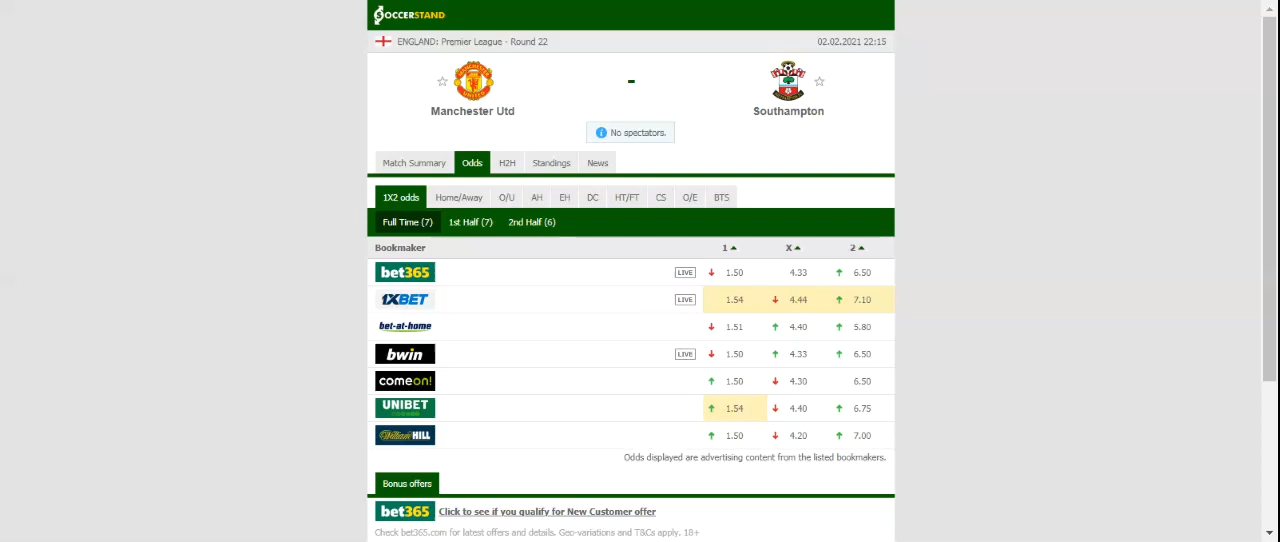 SOCCERSTAND
ENGLAND: Premier League - Round 22 02.02.2021 22:15
-
Manchester Utd Southampton
No spectators.
Match Summary Odds H2H Standings News
1X2 odds Home/Away O/U AH EH DC HT/FT CS O/E BTS
Full Time (7) 1st Half (7) 2nd Half (6)
Bookmaker 1 X 2
bet365 LIVE 1.50 4.33 6.50
1XBET LIVE 1.54 4.44 7.10
bet-at-home 1.51 4.40 5.80
bwin LIVE 1.50 4.33 6.50
comeon! 1.50 4.30 6.50
UNIBET 1.54 4.40 6.75
William HILL 1.50 4.20 7.00
Odds displayed are advertising content from the listed bookmakers.
Bonus offers
bet365 Click to see if you qualify for New Customer offer
Check bet365.com for latest offers and details. Geo-variations and T&Cs apply. 18+